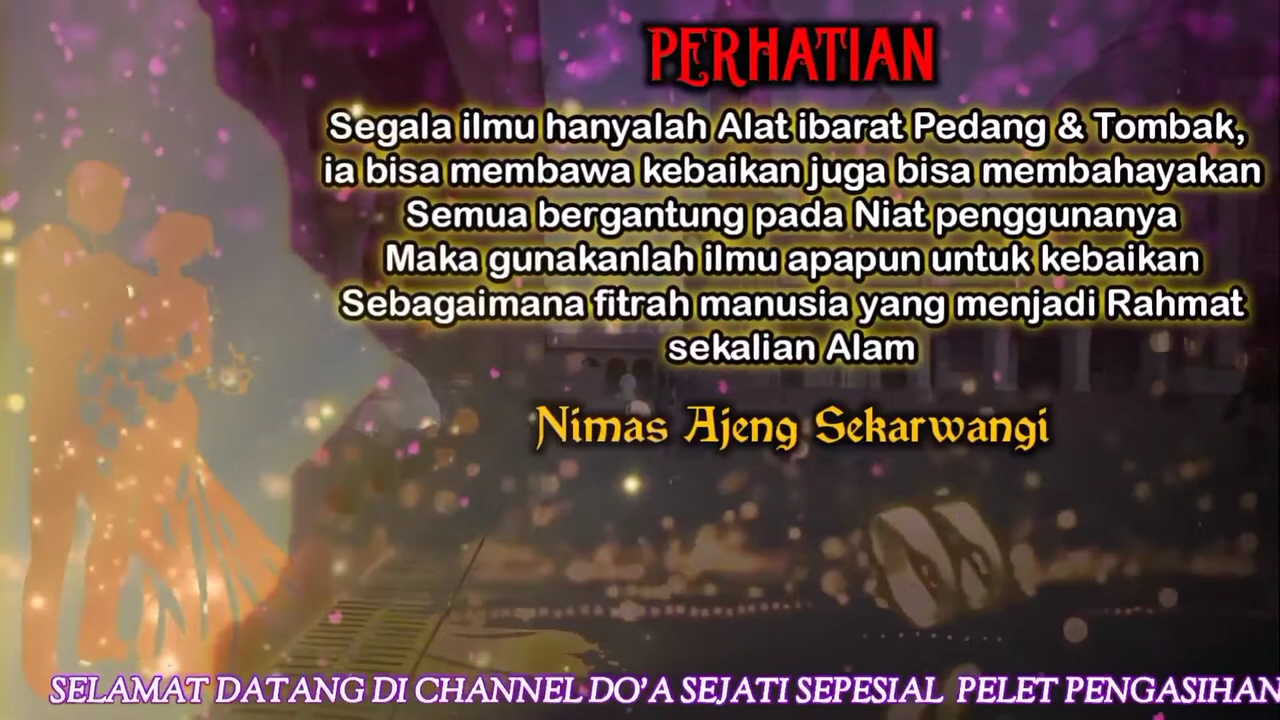 PERHATIAN
Segala ilmu hanyalah Alat ibarat Pedang & Tombak,
ia bisa membawa kebaikan juga bisa membahayakan
Semua bergantung pada Niat penggunanya
Maka gunakanlah ilmu apapun untuk kebaikan
Sebagaimana fitrah manusia yang menjadi Rahmat
sekalian Alam
Nimas Ajeng Sekarwangi
SELAMAT DATANG DI CHANNEL DO'A SEJATI SEPESIAL PELET PENGASIHAN